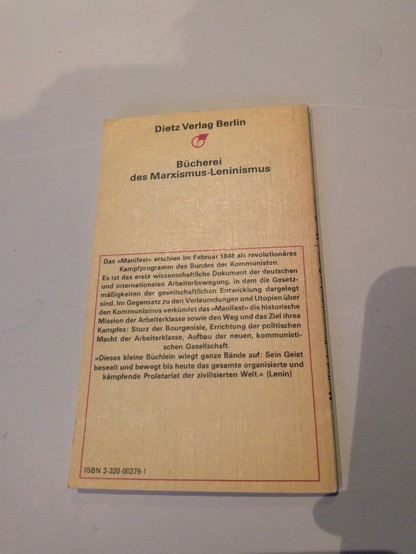 Dietz Verlag Berlin
Bücherei
des Marxismus-Leninismus
Das »Manifest« erschien im Februar 1848 als revolutionäres
Kampfprogramm des Bundes der Kommunisten.
Es ist das erste wissenschaftliche Dokument der deutschen
und internationalen Arbeiterbewegung, in dem die Gesetz-
mäßigkeiten der gesellschaftlichen Entwicklung dargelegt
sind. Im Gegensatz zu den Verleumdungen und Utopien über
den Kommunismus verkündet das »Manifest« die historische
Mission der Arbeiterklasse sowie den Weg und das Ziel ihres
Kampfes: Sturz der Bourgeoisie, Errichtung der politischen
Macht der Arbeiterklasse, Aufbau der neuen, kommunisti-
schen Gesellschaft.
»Dieses kleine Büchlein wiegt ganze Bände auf: Sein Geist
beseelt und bewegt bis heute das gesamte organisierte und
kämpfende Proletariat der zivilisierten Welt.« (Lenin)
ISBN 3-320-00279-1